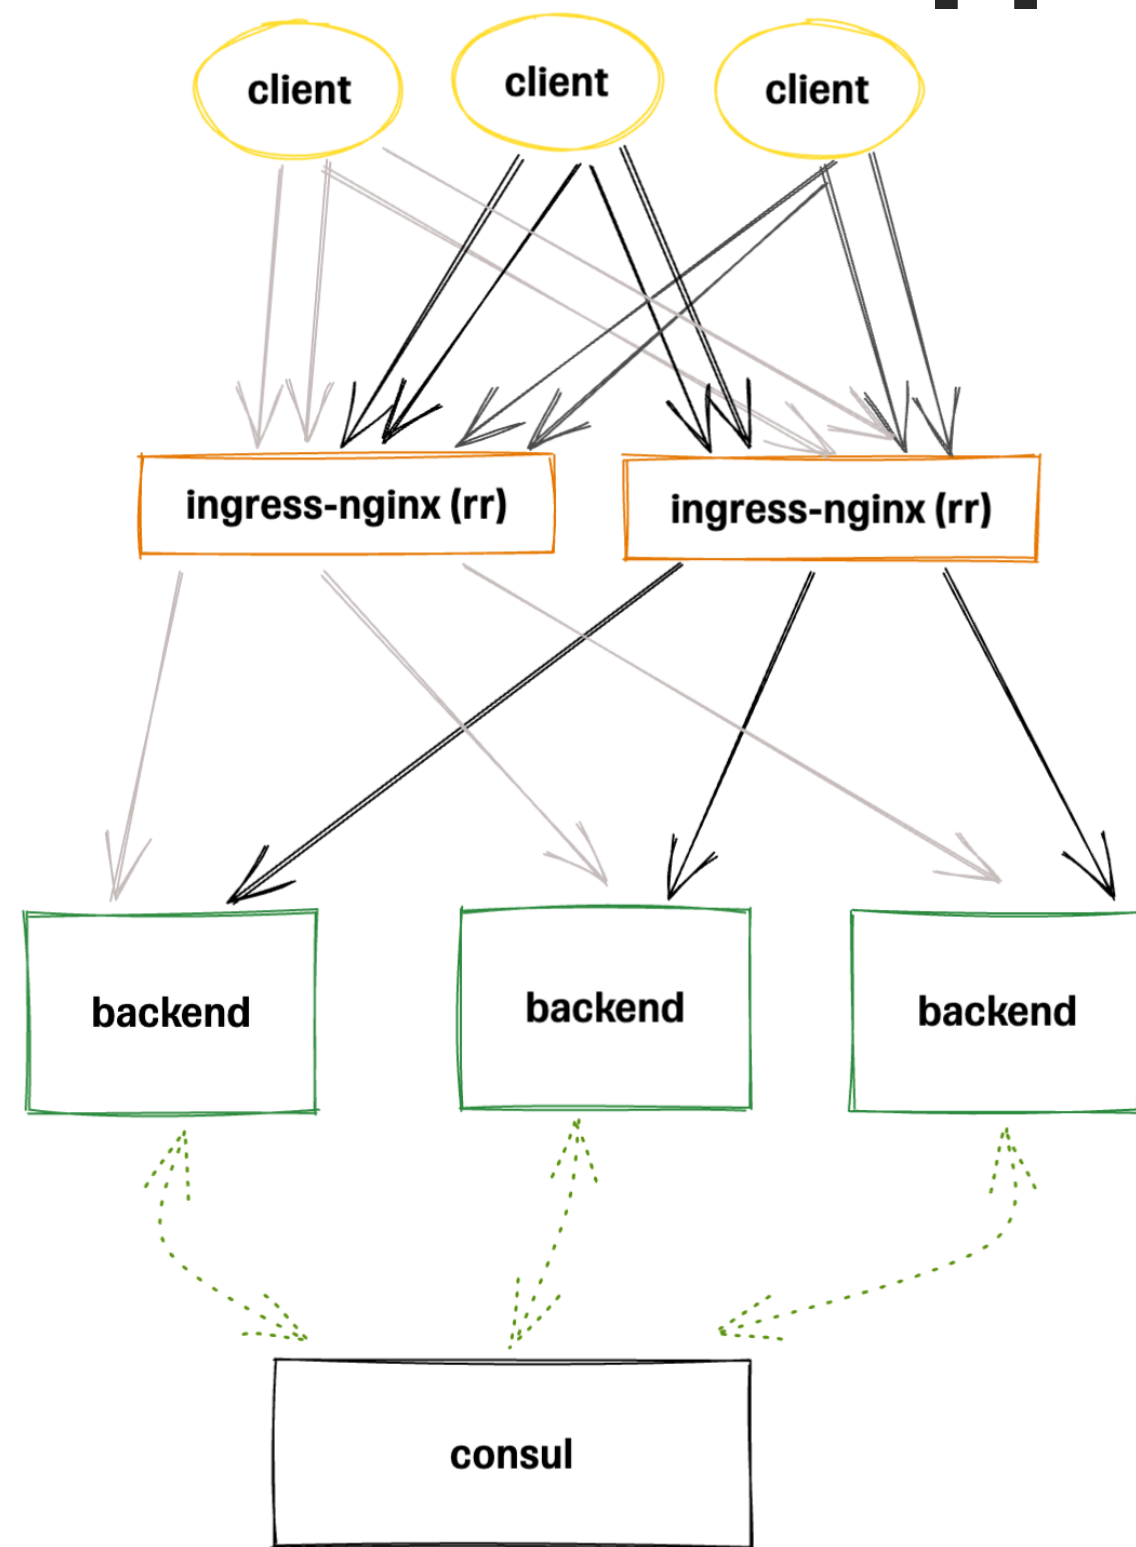 client
client
client
ingress-nginx (rr)
ingress-nginx (rr)
backend
backend
backend
consul